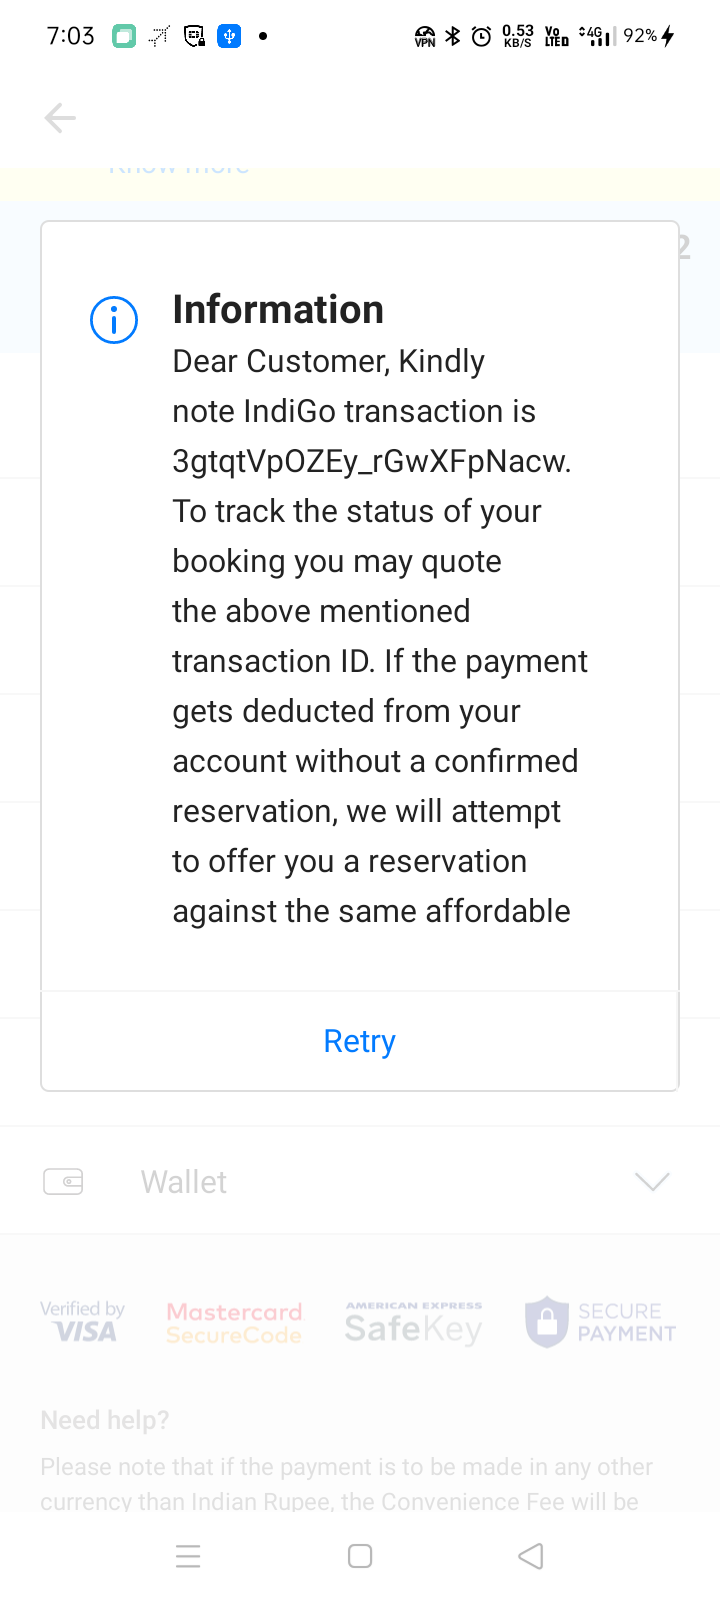 7:03
VPN
0.53
KB/S
Vo
LTE
4G
92%
Know more
2
Information
Dear Customer, Kindly
note IndiGo transaction is
3gtqtVpOZEy_rGwXFpNacw.
To track the status of your
booking you may quote
the above mentioned
transaction ID. If the payment
gets deducted from your
account without a confirmed
reservation, we will attempt
to offer you a reservation
against the same affordable
Retry
Wallet
Verified by
VISA
Mastercard
SecureCode
AMERICAN EXPRESS
SafeKey
SECURE
PAYMENT
Need help?
Please note that if the payment is to be made in any other
currency than Indian Rupee, the Convenience Fee will be